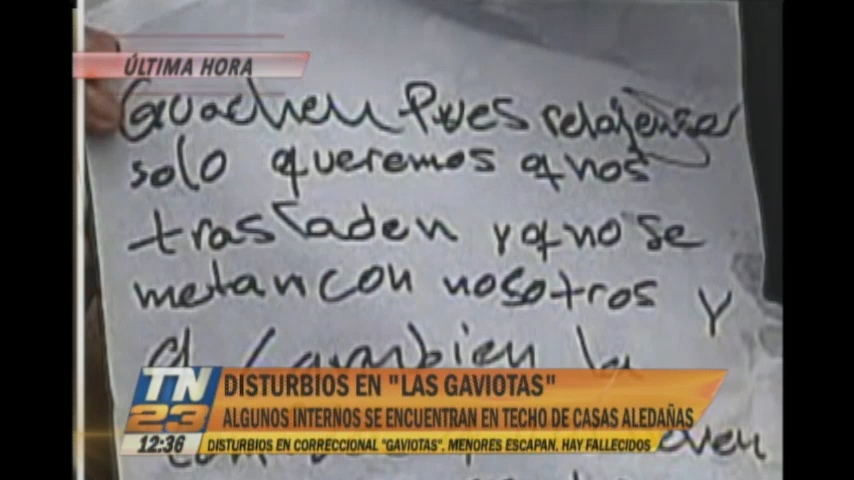 ÚLTIMA HORA
Guachen Pues relajense
solo queremos q nos
trasladen y q no se
metan con nosotros y
q cambien la
TN
23
DISTURBIOS EN "LAS GAVIOTAS"
ALGUNOS INTERNOS SE ENCUENTRAN EN TECHO DE CASAS ALEDAÑAS
12:36
DISTURBIOS EN CORRECCIONAL "GAVIOTAS". MENORES ESCAPAN. HAY FALLECIDOS